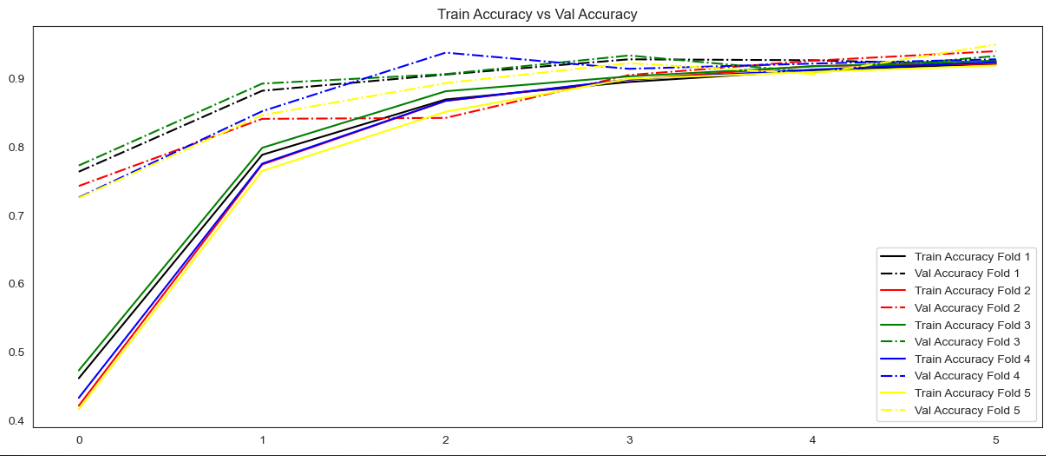 Train Accuracy vs Val Accuracy
0.9
0.8
0.7
0.6
0.5
0.4
0 1 2 3 4 5
Train Accuracy Fold 1
Val Accuracy Fold 1
Train Accuracy Fold 2
Val Accuracy Fold 2
Train Accuracy Fold 3
Val Accuracy Fold 3
Train Accuracy Fold 4
Val Accuracy Fold 4
Train Accuracy Fold 5
Val Accuracy Fold 5